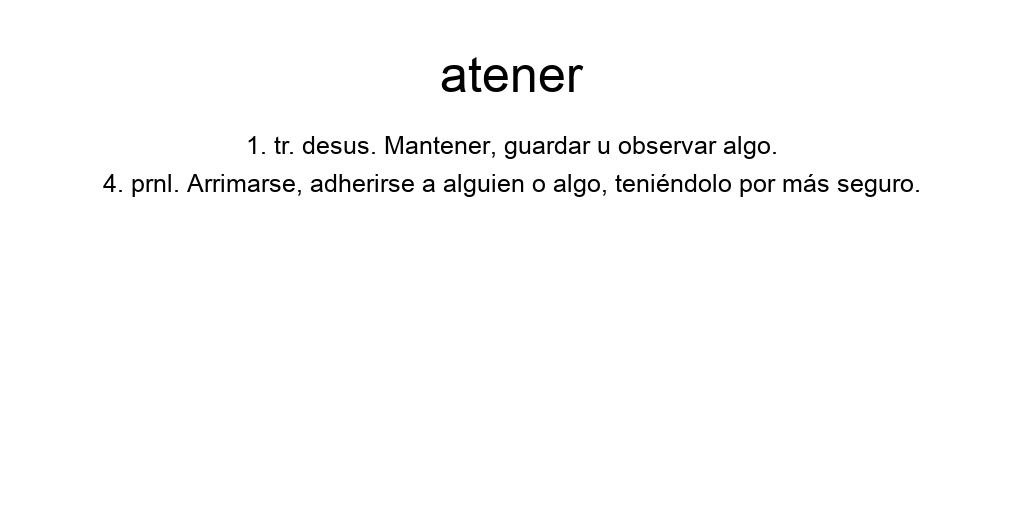 atener
1. tr. desus. Mantener, guardar u observar algo.
4. prnl. Arrimarse, adherirse a alguien o algo, teniéndolo por más seguro.